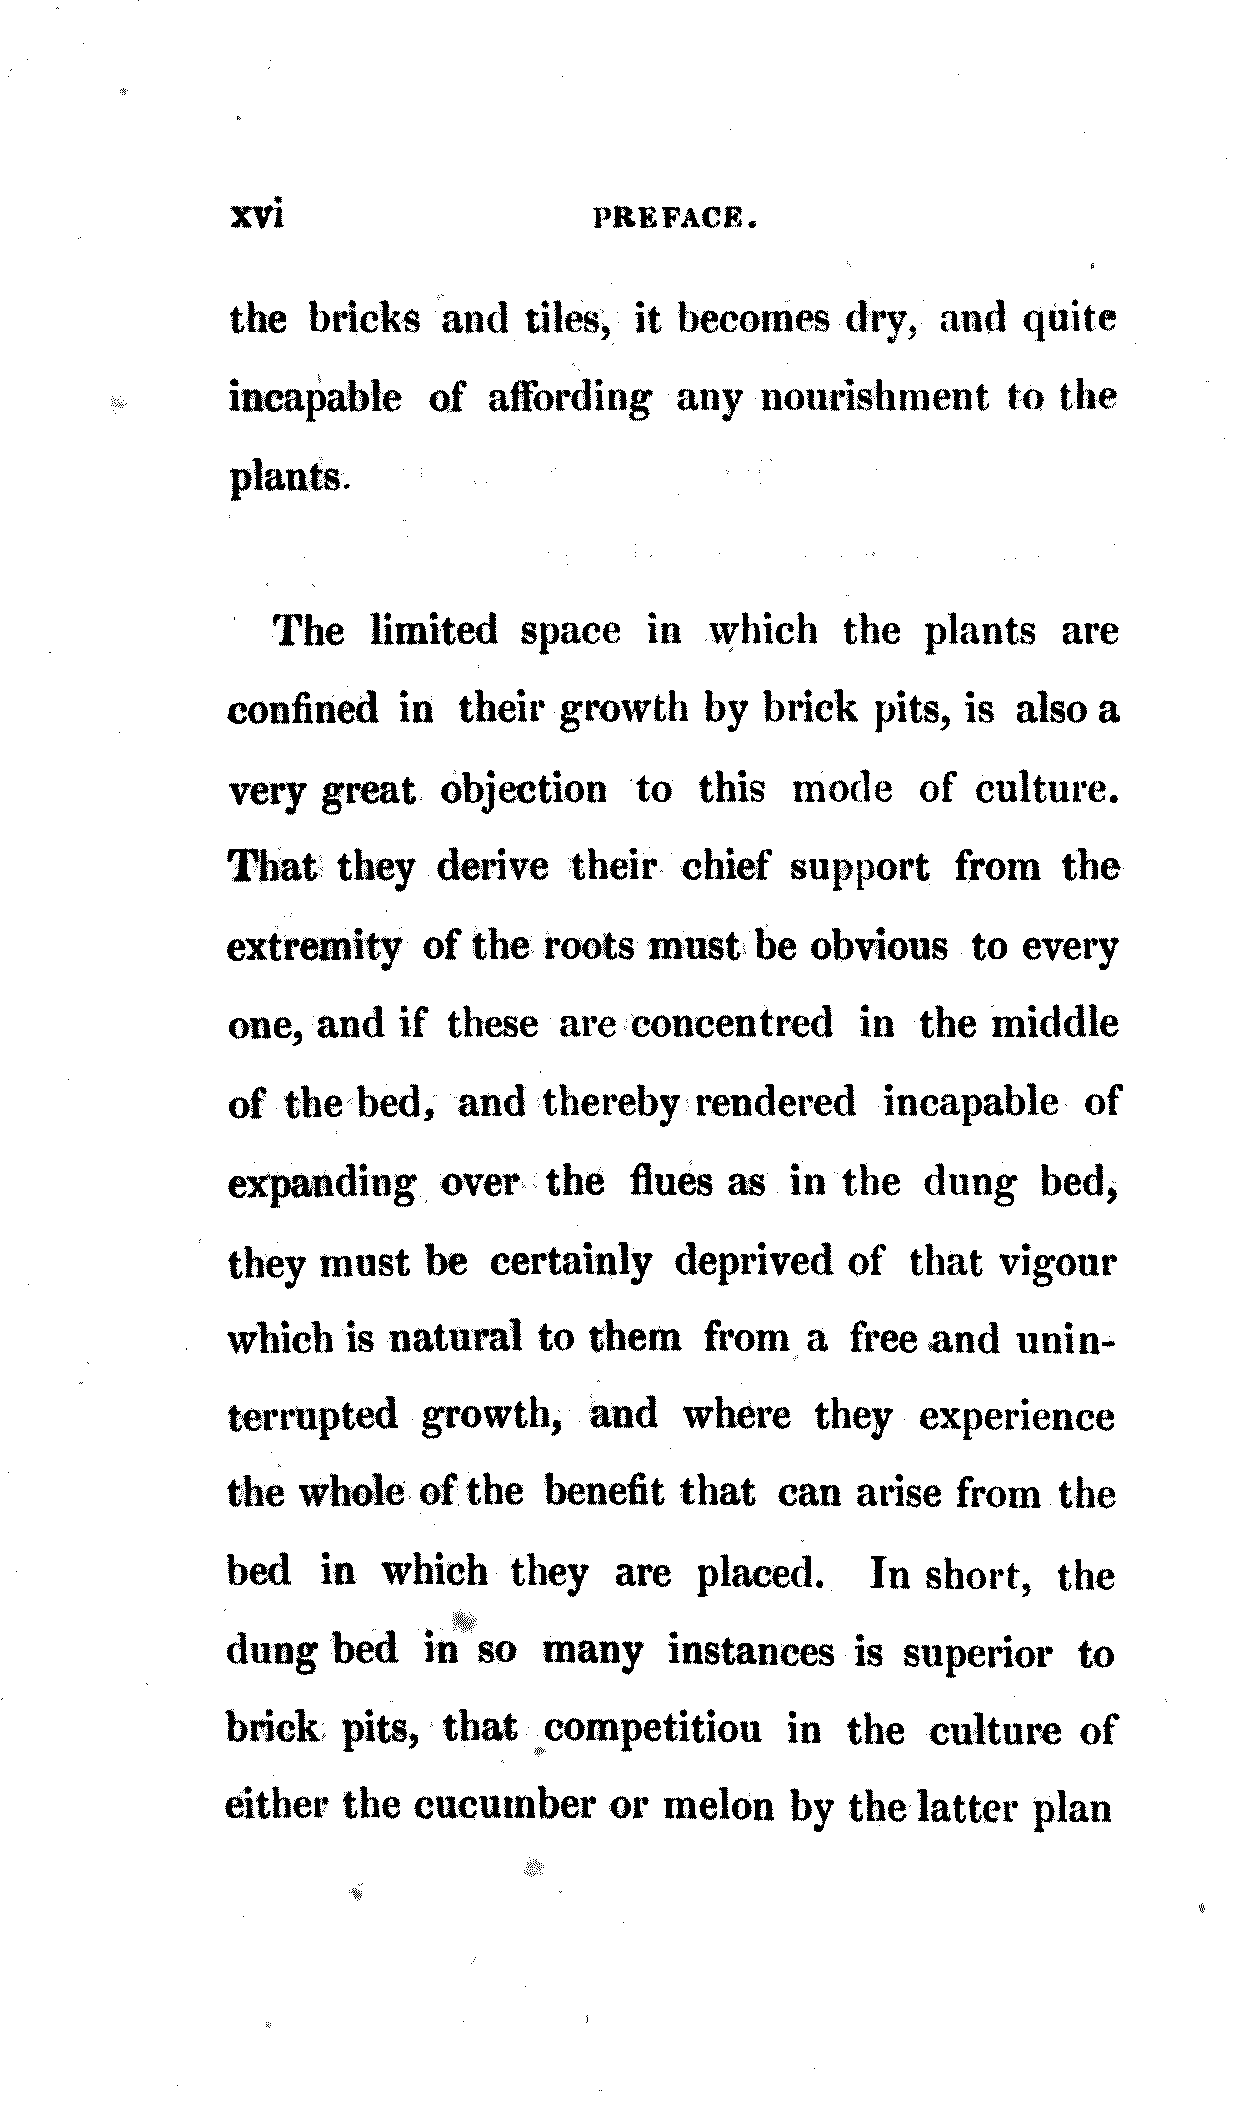 xvi PREFACE.
the bricks and tiles, it becomes dry, and quite
incapable of affording any nourishment to the
plants.
The limited space in which the plants are
confined in their growth by brick pits, is also a
very great objection to this mode of culture.
That they derive their chief support from the
extremity of the roots must be obvious to every
one, and if these are concentred in the middle
of the bed, and thereby rendered incapable of
expanding over the flues as in the dung bed,
they must be certainly deprived of that vigour
which is natural to them from a free and unin-
terrupted growth, and where they experience
the whole of the benefit that can arise from the
bed in which they are placed. In short, the
dung bed in so many instances is superior to
brick pits, that competitiou in the culture of
either the cucumber or melon by the latter plan